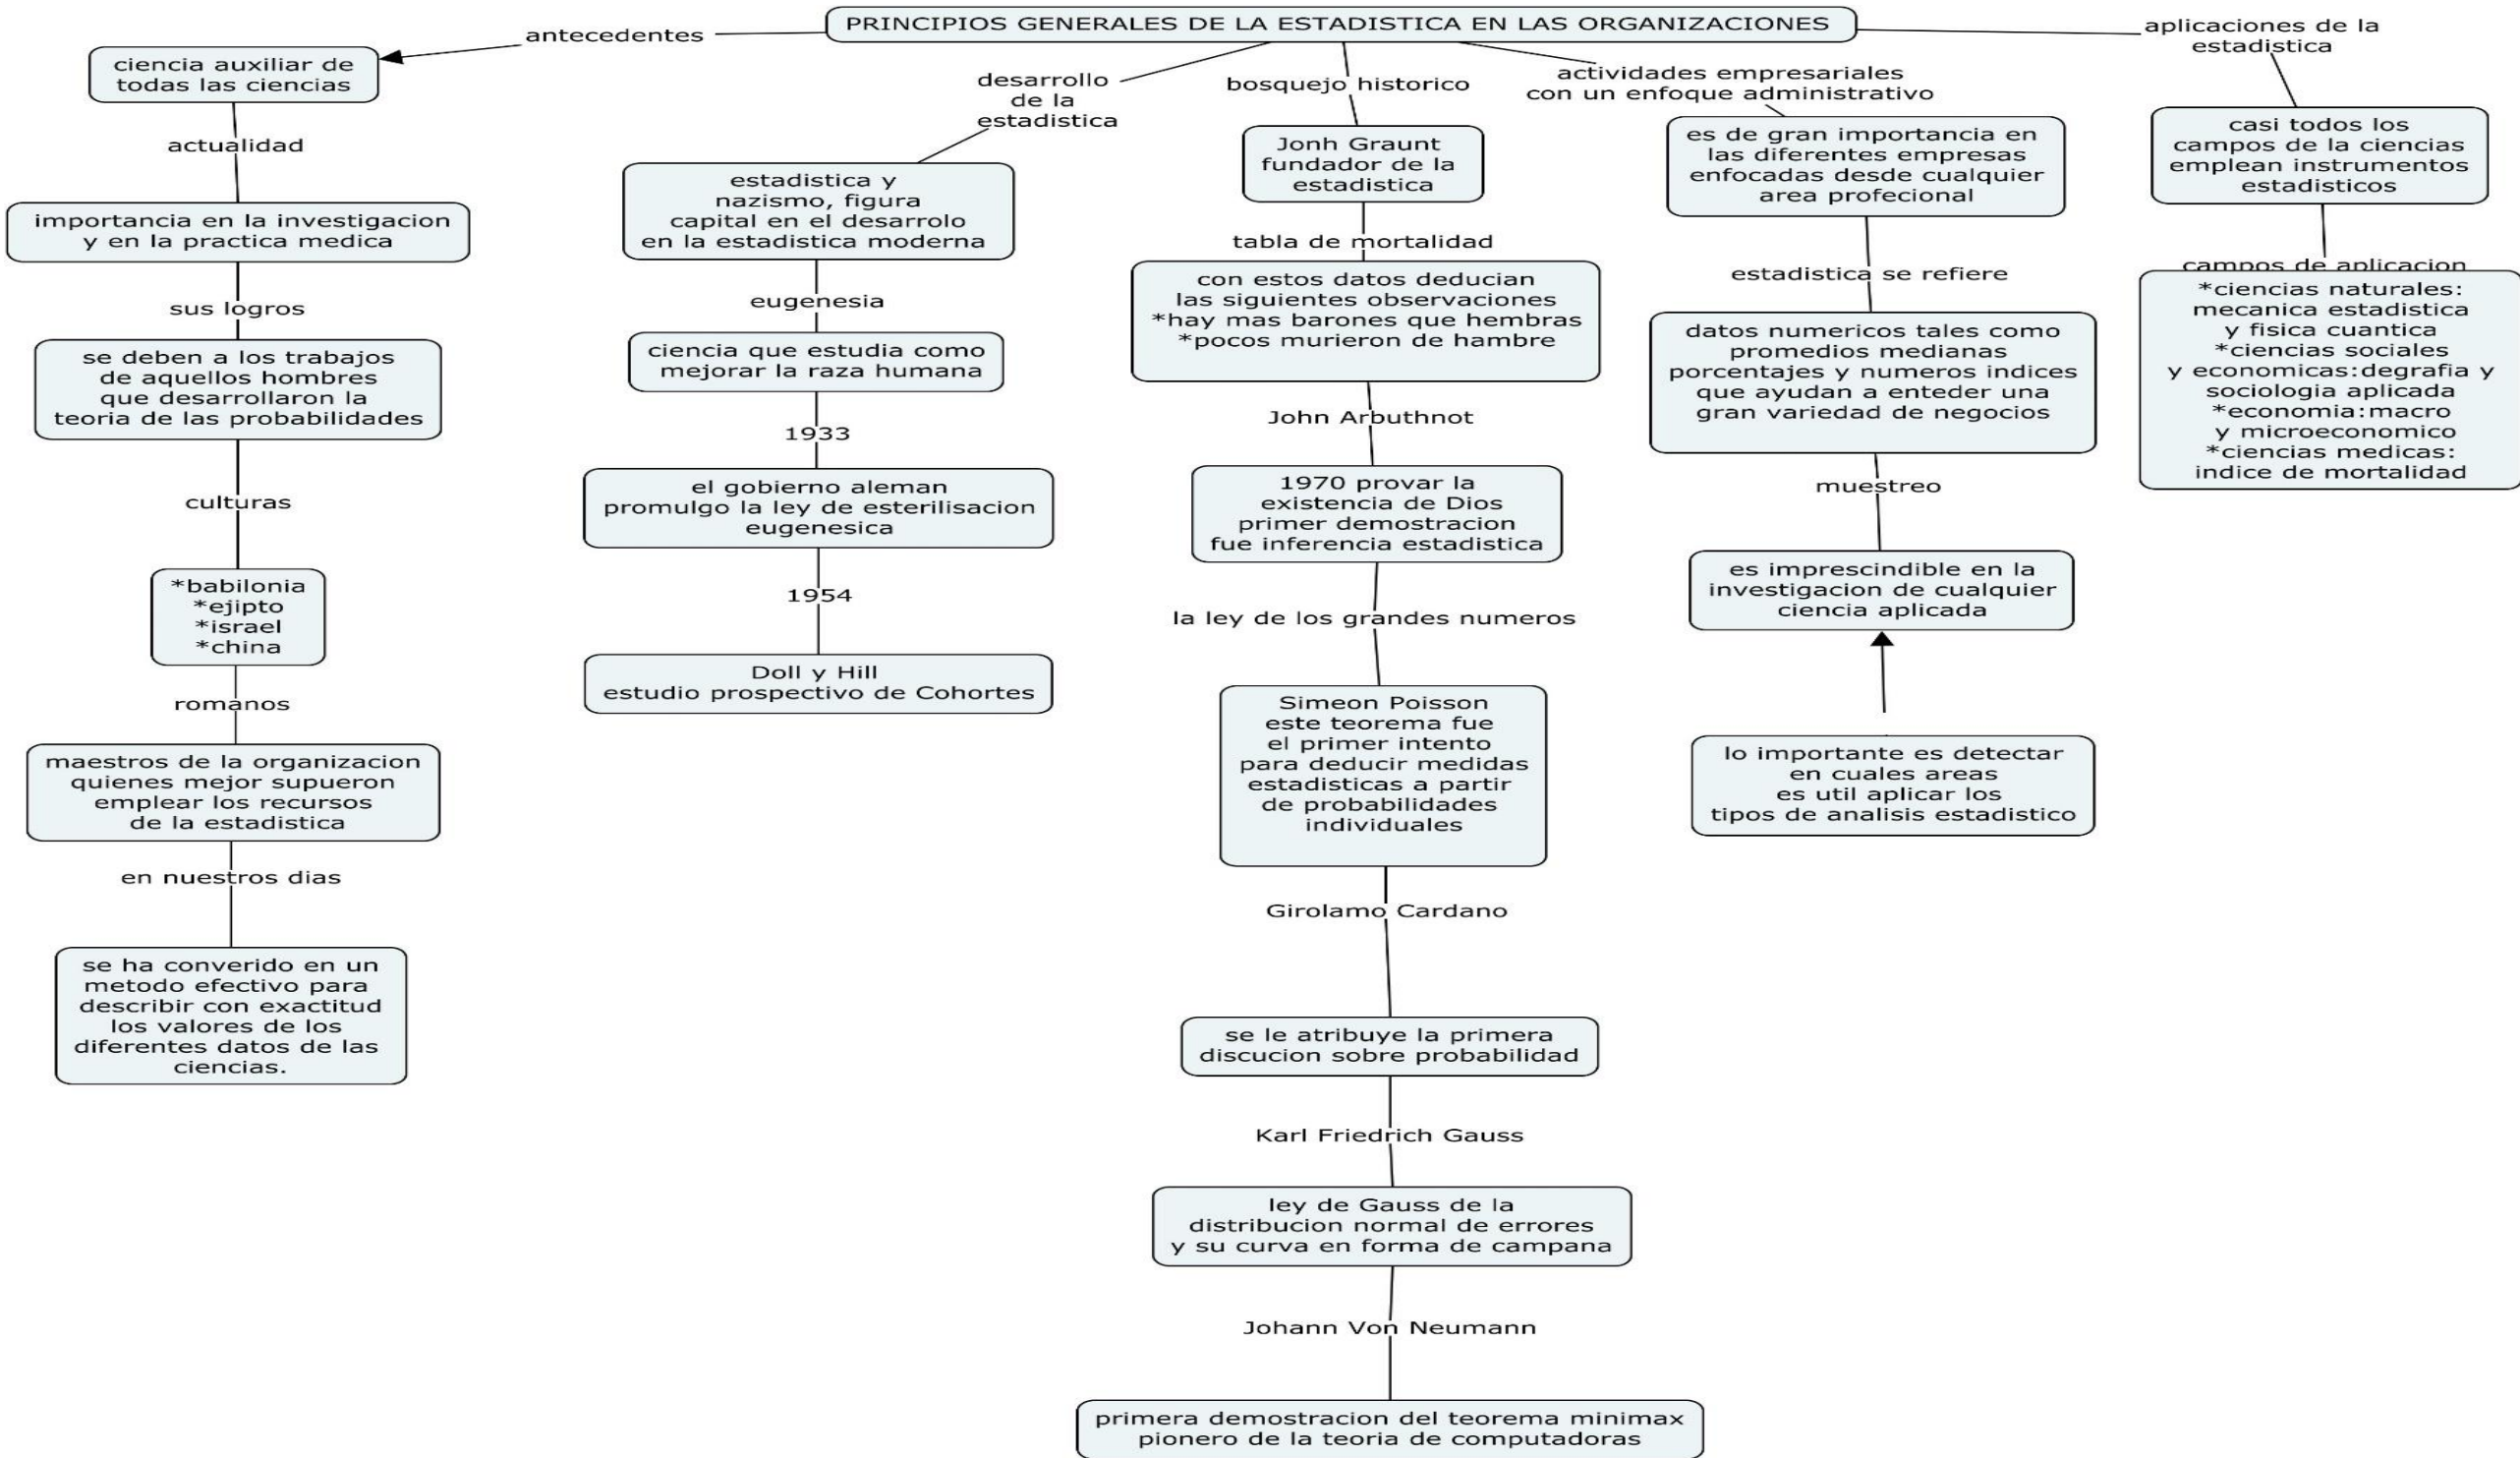 PRINCIPIOS GENERALES DE LA ESTADISTICA EN LAS ORGANIZACIONES
antecedentes
ciencia auxiliar de
todas las ciencias
actualidad
importancia en la investigacion
y en la practica medica
sus logros
se deben a los trabajos
de aquellos hombres
que desarrollaron la
teoria de las probabilidades
culturas
*babilonia
*ejipto
*israel
*china
romanos
maestros de la organizacion
quienes mejor supueron
emplear los recursos
de la estadistica
en nuestros dias
se ha converido en un
metodo efectivo para
describir con exactitud
los valores de los
diferentes datos de las
ciencias.
desarrollo
de la
estadistica
estadistica y
nazismo, figura
capital en el desarrolo
en la estadistica moderna
eugenesia
ciencia que estudia como
mejorar la raza humana
1933
el gobierno aleman
promulgo la ley de esterilisacion
eugenesica
1954
Doll y Hill
estudio prospectivo de Cohortes
bosquejo historico
Jonh Graunt
fundador de la
estadistica
tabla de mortalidad
con estos datos deducian
las siguientes observaciones
*hay mas barones que hembras
*pocos murieron de hambre
John Arbuthnot
1970 provar la
existencia de Dios
primer demostracion
fue inferencia estadistica
la ley de los grandes numeros
Simeon Poisson
este teorema fue
el primer intento
para deducir medidas
estadisticas a partir
de probabilidades
individuales
Girolamo Cardano
se le atribuye la primera
discucion sobre probabilidad
Karl Friedrich Gauss
ley de Gauss de la
distribucion normal de errores
y su curva en forma de campana
Johann Von Neumann
primera demostracion del teorema minimax
pionero de la teoria de computadoras
actividades empresariales
con un enfoque administrativo
es de gran importancia en
las diferentes empresas
enfocadas desde cualquier
area profecional
estadistica se refiere
datos numericos tales como
promedios medianas
porcentajes y numeros indices
que ayudan a enteder una
gran variedad de negocios
muestreo
es imprescindible en la
investigacion de cualquier
ciencia aplicada
lo importante es detectar
en cuales areas
es util aplicar los
tipos de analisis estadistico
aplicaciones de la
estadistica
casi todos los
campos de la ciencia
emplean instrumentos
estadisticos
campos de aplicacion
*ciencias naturales:
mecanica estadistica
y fisica cuantica
*ciencias sociales
y economicas:degrafia y
sociologia aplicada
*economia:macro
y microeconomico
*ciencias medicas:
indice de mortalidad